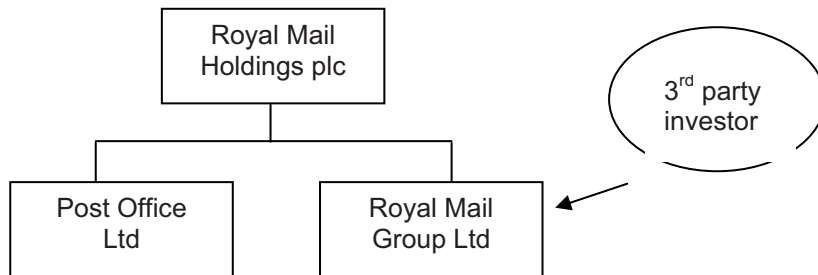 Royal Mail
Holdings plc
3rd party
investor
Post Office
Ltd
Royal Mail
Group Ltd